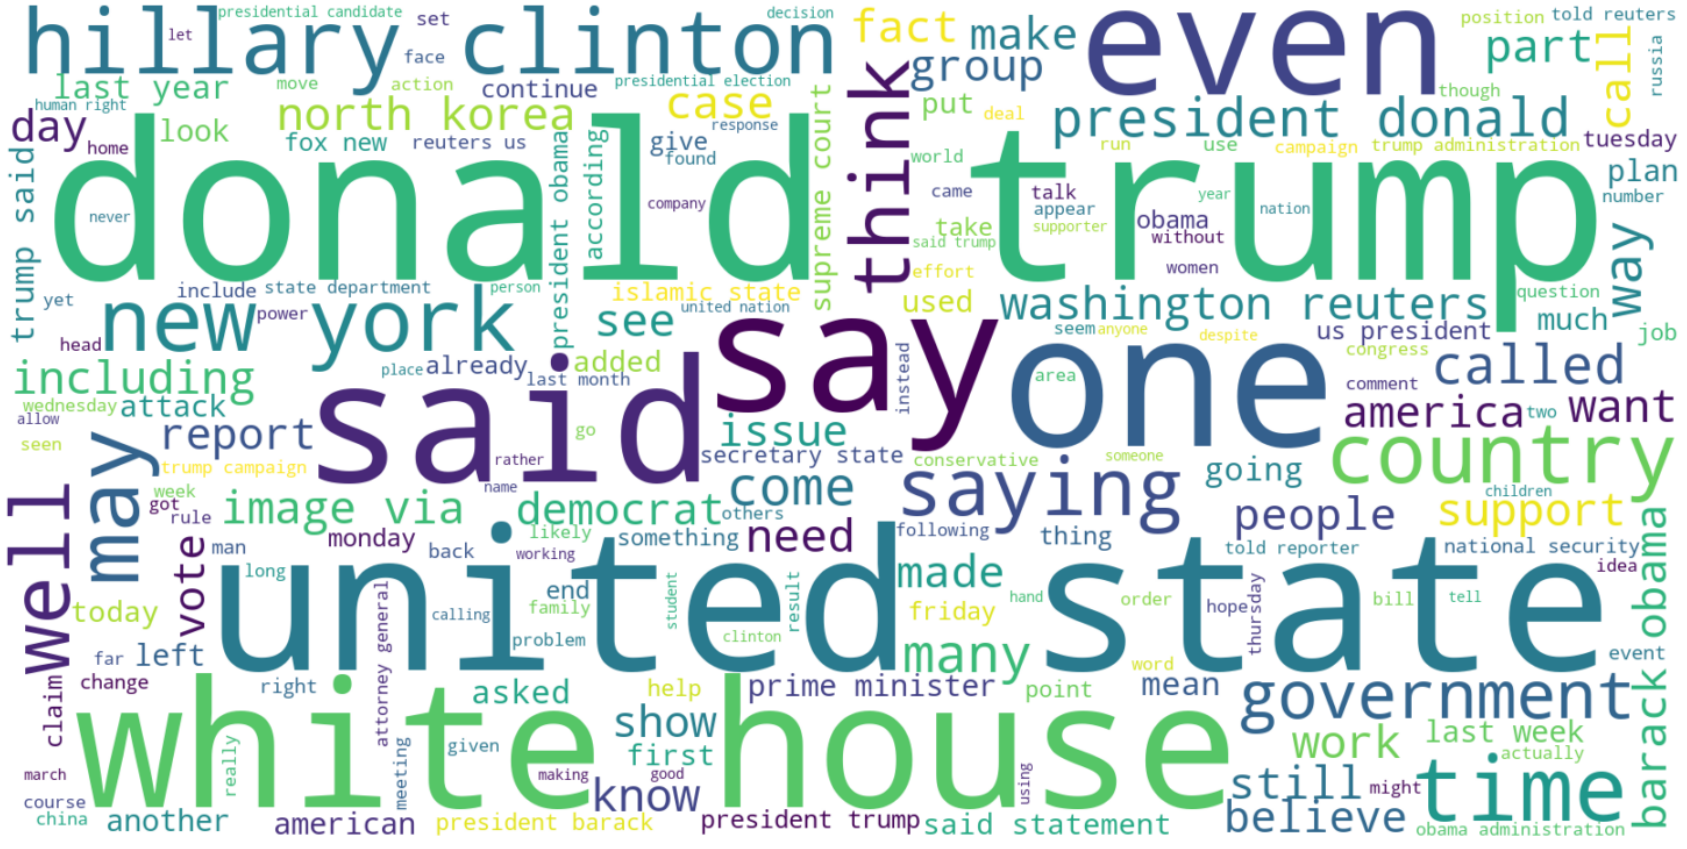 hillary clinton
presidential candidate
let
set
face
decision
even
fact
make
group
position
told reuters
part
call
russia
last year
move
action
continue
presidential election
human right
day
home
look
north korea
case
fox new
reuters us
give
found
response
according
president obama
supreme court
think
put
deal
president donald
though
tuesday
run
use
campaign
trump administration
plan
number
world
came
talk
appear
year
supporter
obama
without
nation
women
take
said trump
effort
used
donald trump
never
company
trump said
yet
include
state department
person
islamic state
united nation
power
new york
head
see
washington reuters
question
way
much
job
seem
anyone
despite
us president
congress
comment
say
one
said
place
already
added
last month
including
wednesday
attack
allow
seen
report
trump campaign
go
rather
name
issue
instead
area
called
america
two
want
country
secretary state
conservative
someone
going
saying
come
well
may
week
got
rule
image via
democrat
others
likely
monday
back
working
something
need
following
thing
people
support
children
told reporter
national security
idea
barack obama
vote
man
long
united state
today
far
left
claim
change
right
attorney general
calling
end
family
problem
student
clinton
result
made
friday
hand
order
hope
thursday
bill
tell
many
word
event
mean
government
asked
help
prime minister
point
white house
show
first
given
meeting
really
making
good
know
using
work
last week
actually
still
might
time
believe
march
course
china
another
american
president barack
president trump
said statement
obama administration